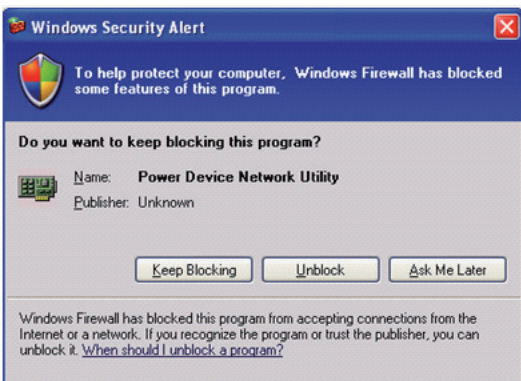 Windows Security Alert
To help protect your computer, Windows Firewall has blocked
some features of this program.
Do you want to keep blocking this program?
Name: Power Device Network Utility
Publisher: Unknown
Keep Blocking Unblock Ask Me Later
Windows Firewall has blocked this program from accepting connections from the
Internet or a network. If you recognize the program or trust the publisher, you can
unblock it. When should I unblock a program?